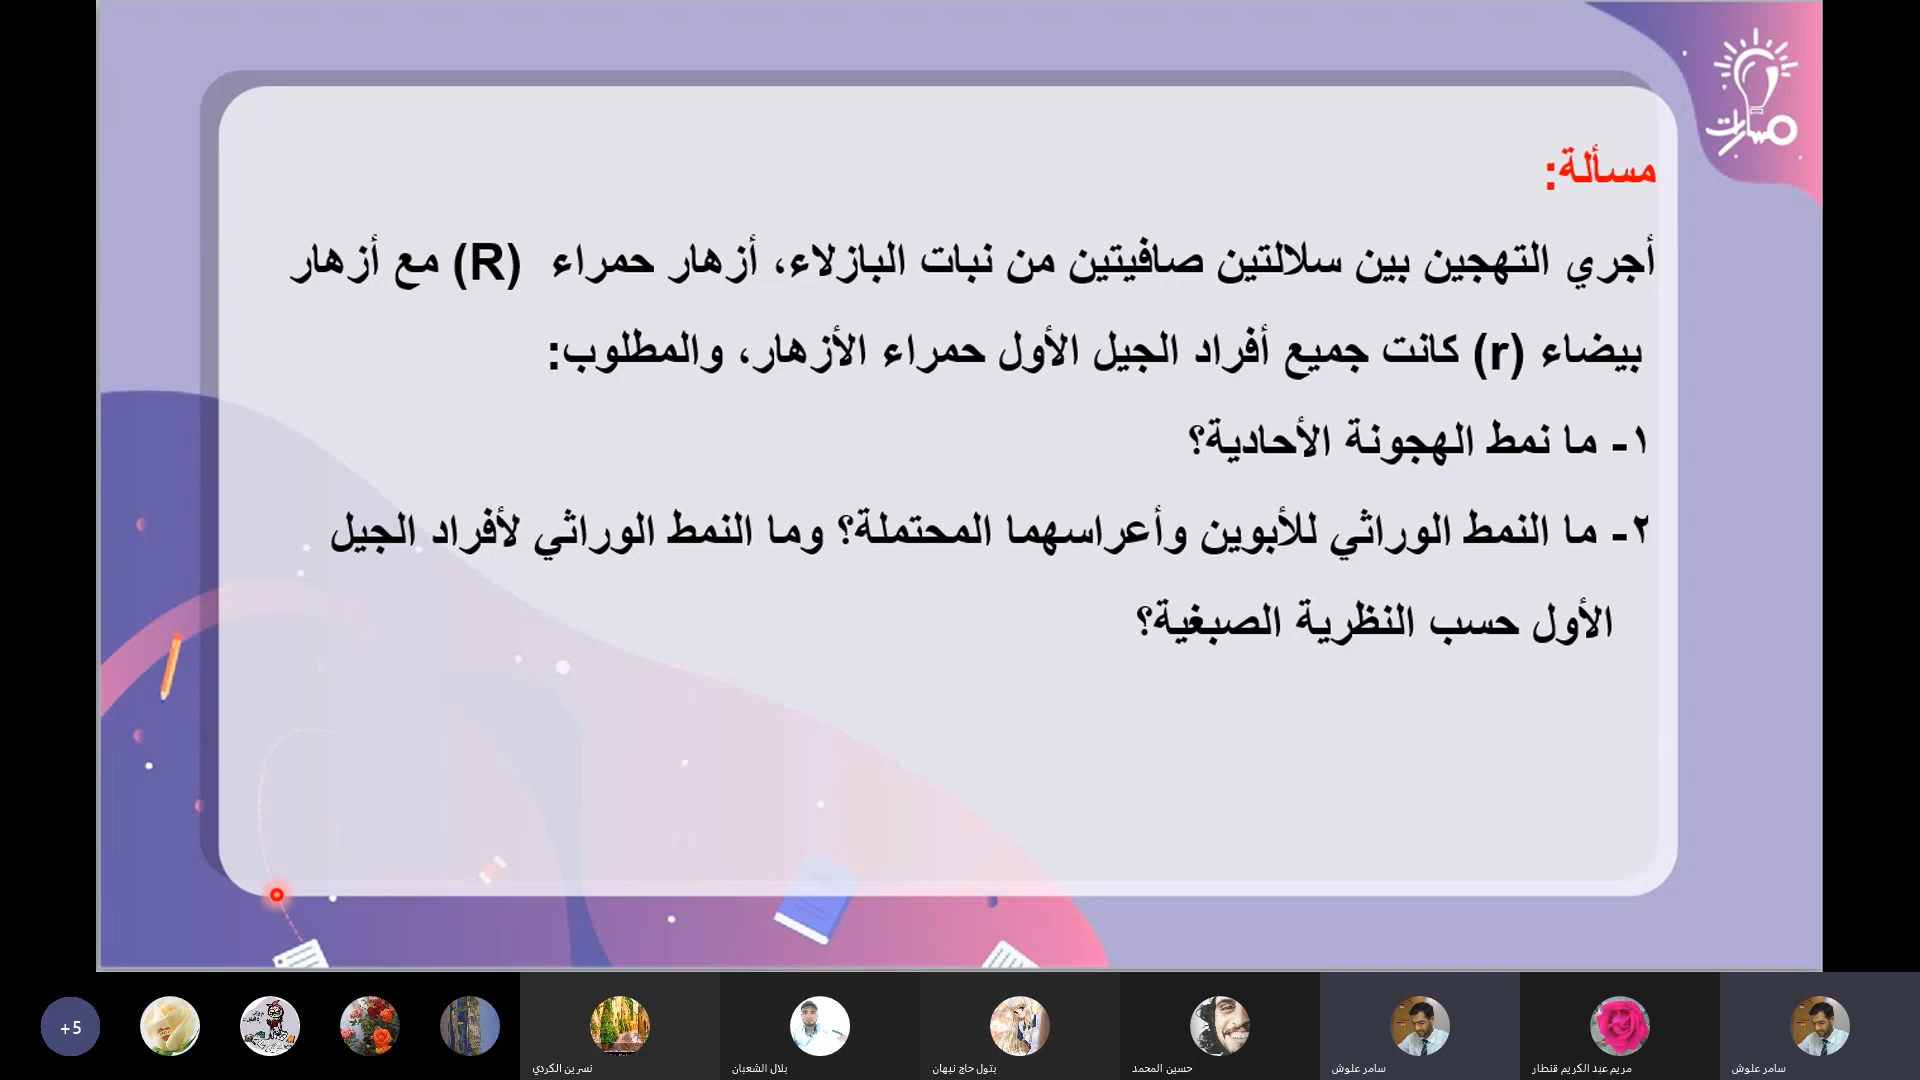 مسارات
مسألة:
أجري التهجين بين سلالتين صافيتين من نبات البازلاء، أزهار حمراء (R) مع أزهار
بيضاء (r) كانت جميع أفراد الجيل الأول حمراء الأزهار، والمطلوب:
١- ما نمط الهجونة الأحادية؟
٢- ما النمط الوراثي للأبوين وأعراسهما المحتملة؟ وما النمط الوراثي لأفراد الجيل
الأول حسب النظرية الصبغية؟
+5
نسرين الكردي
بلال الشعبان
بتول حاج نبهان
حسين المحمد
سامر علوش
مريم عبد الكريم قنطار
سامر علوش